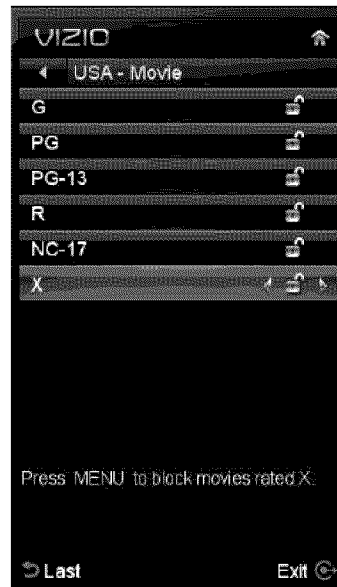 VIZIO
USA - Movie
G
PG
PG-13
R
NC-17
X
Press MENU to block movies rated X.
Last Exit